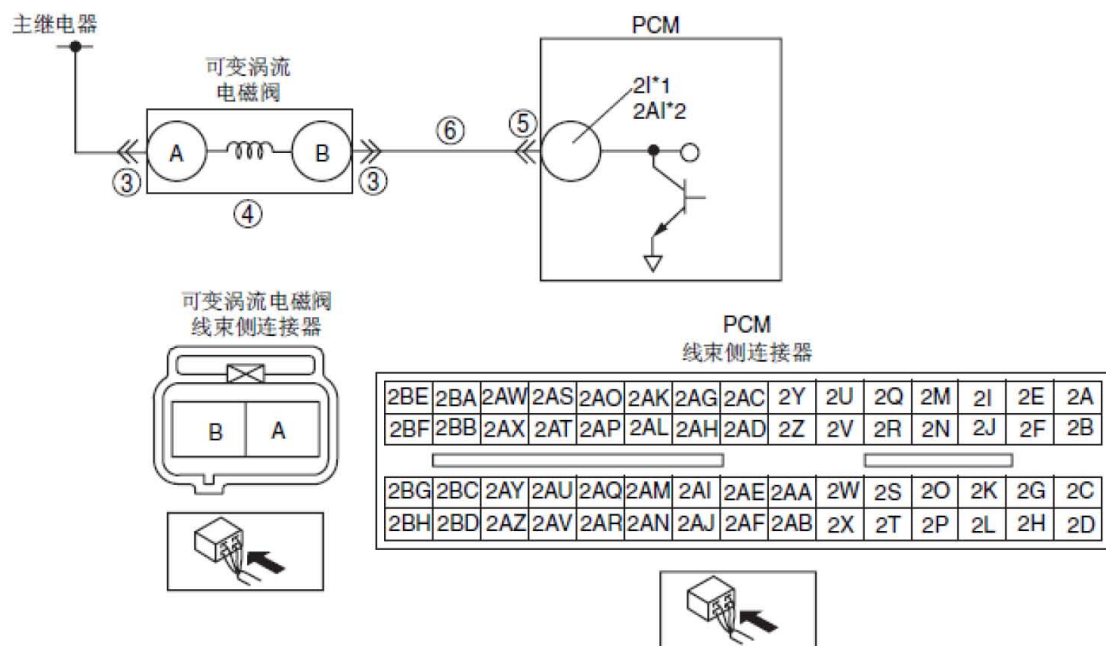 主继电器
PCM
可变涡流
电磁阀
2I*1
2AI*2
⑥
⑤
A
B
③
③
④
可变涡流电磁阀
线束侧连接器
PCM
线束侧连接器
B A
2BE 2BA 2AW 2AS 2AO 2AK 2AG 2AC 2Y 2U 2Q 2M 2I 2E 2A
2BF 2BB 2AX 2AT 2AP 2AL 2AH 2AD 2Z 2V 2R 2N 2J 2F 2B
2BG 2BC 2AY 2AU 2AQ 2AM 2AI 2AE 2AA 2W 2S 2O 2K 2G 2C
2BH 2BD 2AZ 2AV 2AR 2AN 2AJ 2AF 2AB 2X 2T 2P 2L 2H 2D